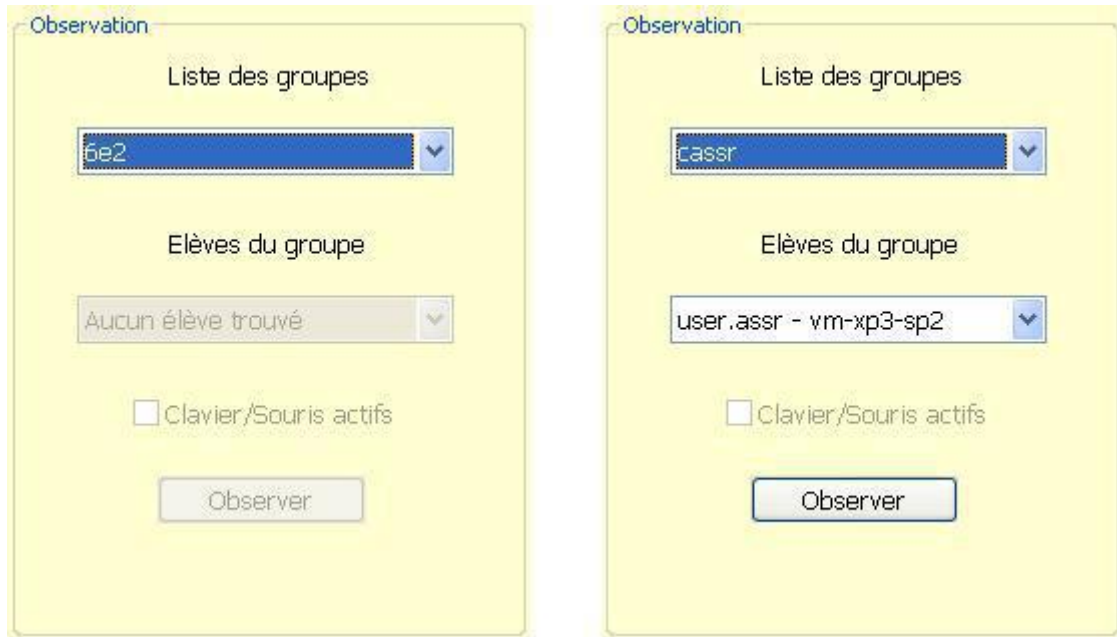 Observation
Liste des groupes
6e2
Elèves du groupe
Aucun élève trouvé
Clavier/Souris actifs
Observer
Observation
Liste des groupes
cassr
Elèves du groupe
user.assr - vm-xp3-sp2
Clavier/Souris actifs
Observer